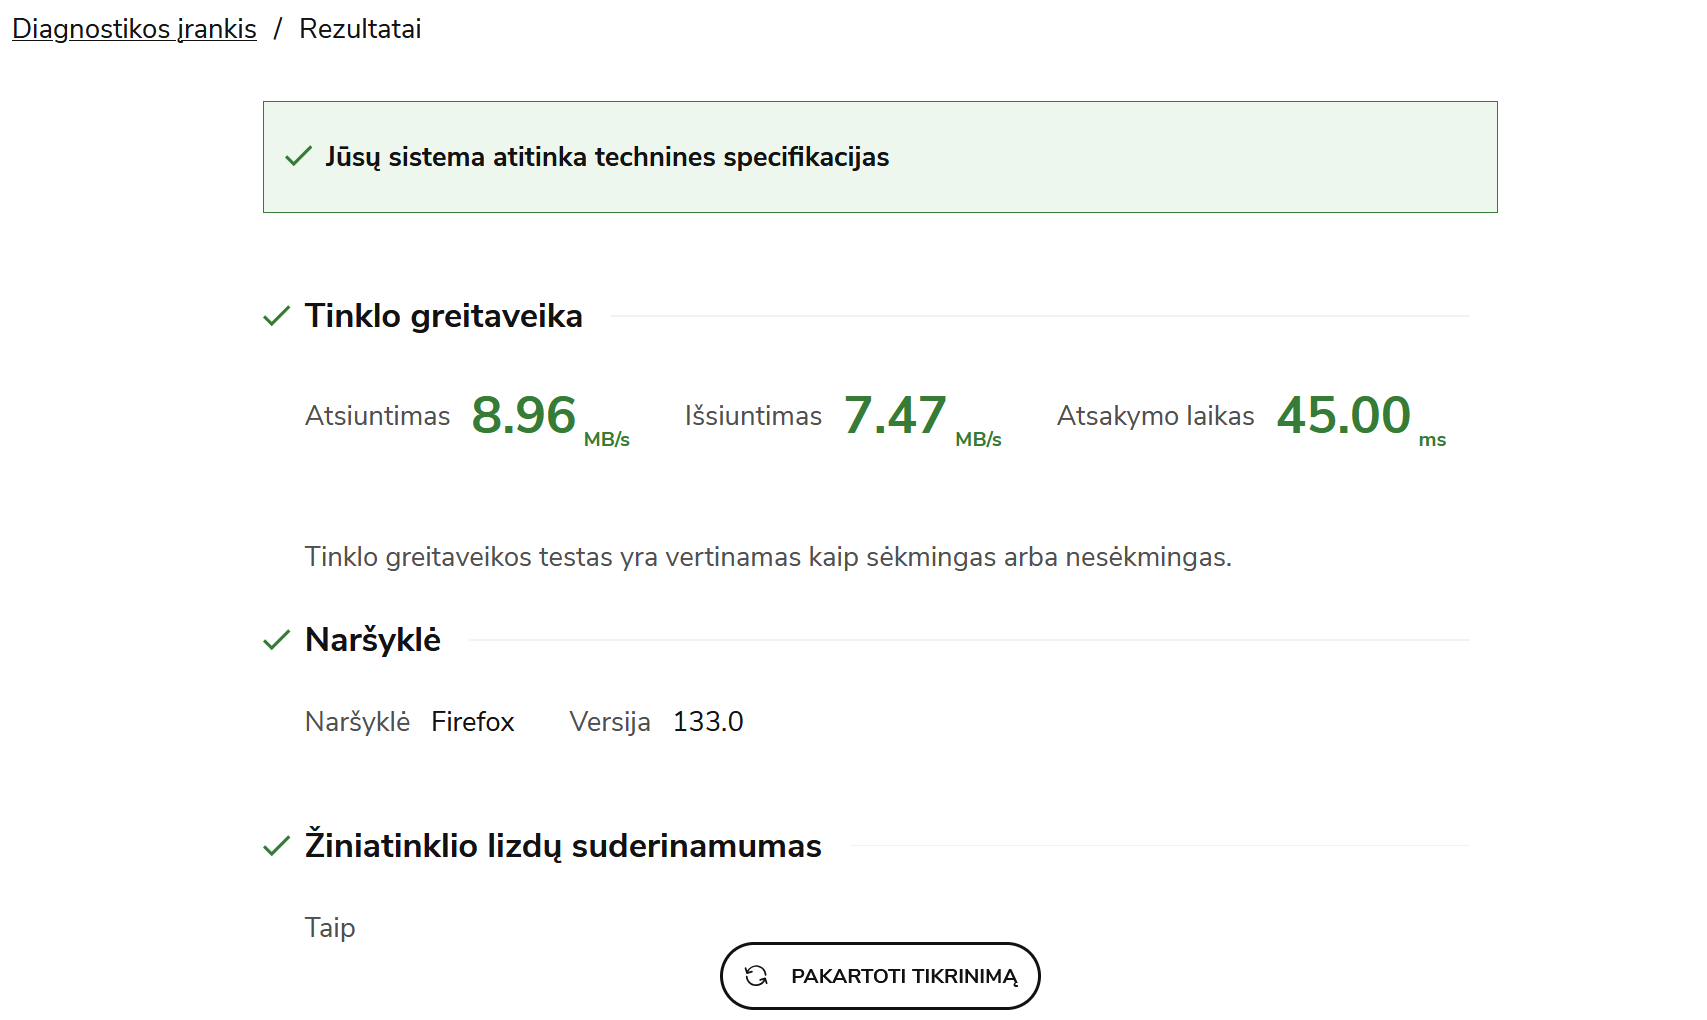 Diagnostikos įrankis / Rezultatai
Jūsų sistema atitinka technines specifikacijas
Tinklo greitaveika
Atsiuntimas 8.96 MB/s Išsiuntimas 7.47 MB/s Atsakymo laikas 45.00 ms
Tinklo greitaveikos testas yra vertinamas kaip sėkmingas arba nesėkmingas.
Naršyklė
Naršyklė Firefox Versija 133.0
Žiniatinklio lizdų suderinamumas
Taip
PAKARTOTI TIKRINIMĄ